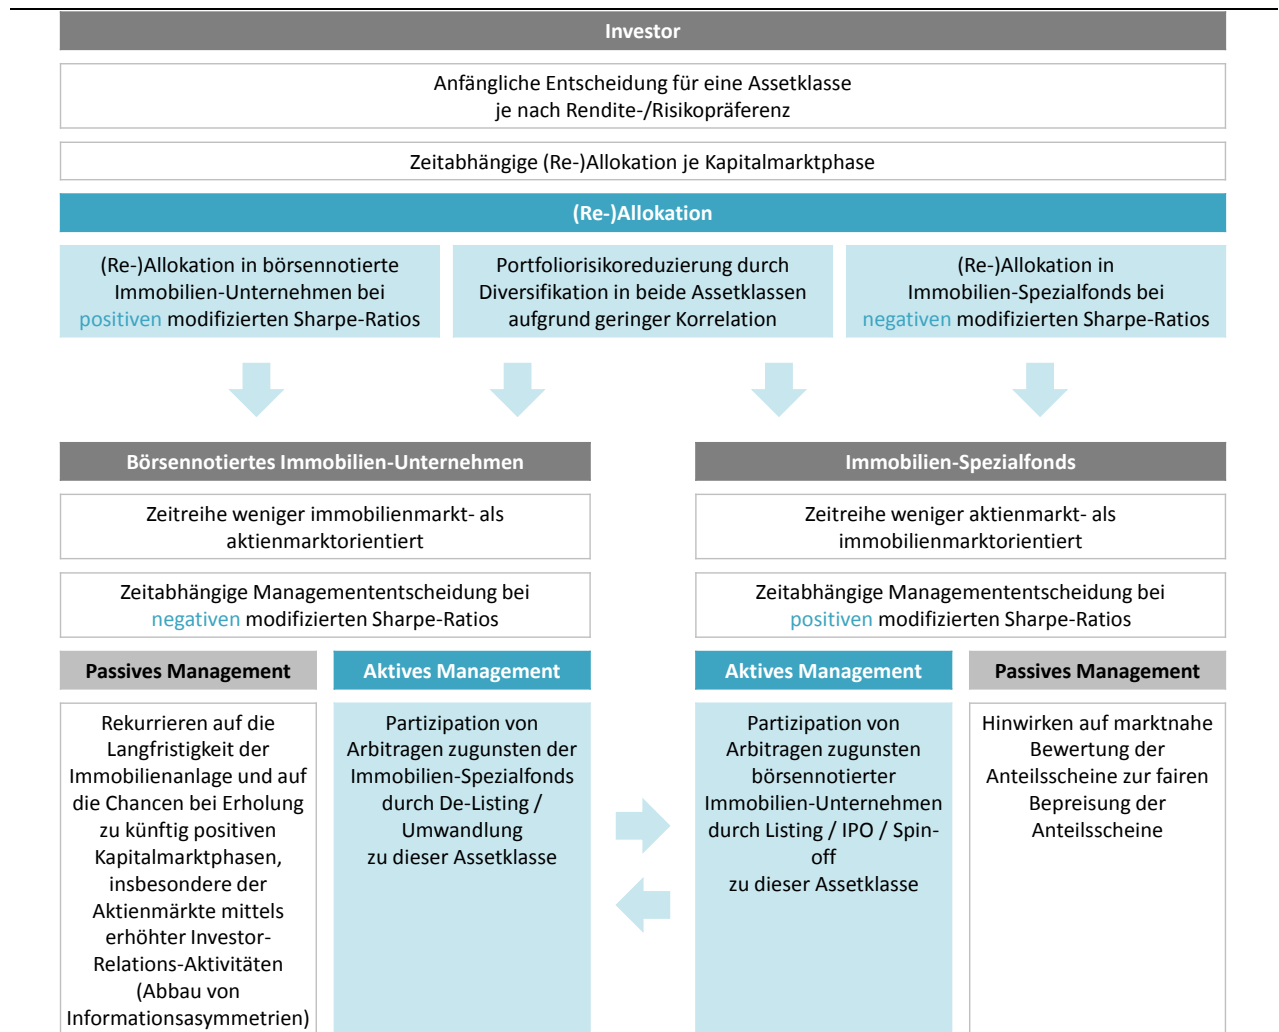 Investor
Anfängliche Entscheidung für eine Assetklasse
je nach Rendite-/Risikopräferenz
Zeitabhängige (Re-)Allokation je Kapitalmarktphase
(Re-)Allokation
(Re-)Allokation in börsennotierte
Immobilien-Unternehmen bei
positiven modifizierten Sharpe-Ratios
Portfoliorisikoreduzierung durch
Diversifikation in beide Assetklassen
aufgrund geringer Korrelation
(Re-)Allokation in
Immobilien-Spezialfonds bei
negativen modifizierten Sharpe-Ratios
Börsennotiertes Immobilien-Unternehmen
Zeitreihe weniger immobilienmarkt- als
aktienmarktorientiert
Zeitabhängige Managemententscheidung bei
negativen modifizierten Sharpe-Ratios
Passives Management
Rekurrieren auf die
Langfristigkeit der
Immobilienanlage und auf
die Chancen bei Erholung
zu künftig positiven
Kapitalmarktphasen,
insbesondere der
Aktienmärkte mittels
erhöhter Investor-
Relations-Aktivitäten
(Abbau von
Informationsasymmetrien)
Aktives Management
Partizipation von
Arbitragen zugunsten der
Immobilien-Spezialfonds
durch De-Listing /
Umwandlung
zu dieser Assetklasse
Immobilien-Spezialfonds
Zeitreihe weniger aktienmarkt- als
immobilienmarktorientiert
Zeitabhängige Managemententscheidung bei
positiven modifizierten Sharpe-Ratios
Aktives Management
Partizipation von
Arbitragen zugunsten
börsennotierter
Immobilien-Unternehmen
durch Listing / IPO / Spin-
off
zu dieser Assetklasse
Passives Management
Hinwirken auf marktnahe
Bewertung der
Anteilsscheine zur fairen
Bepreisung der
Anteilsscheine